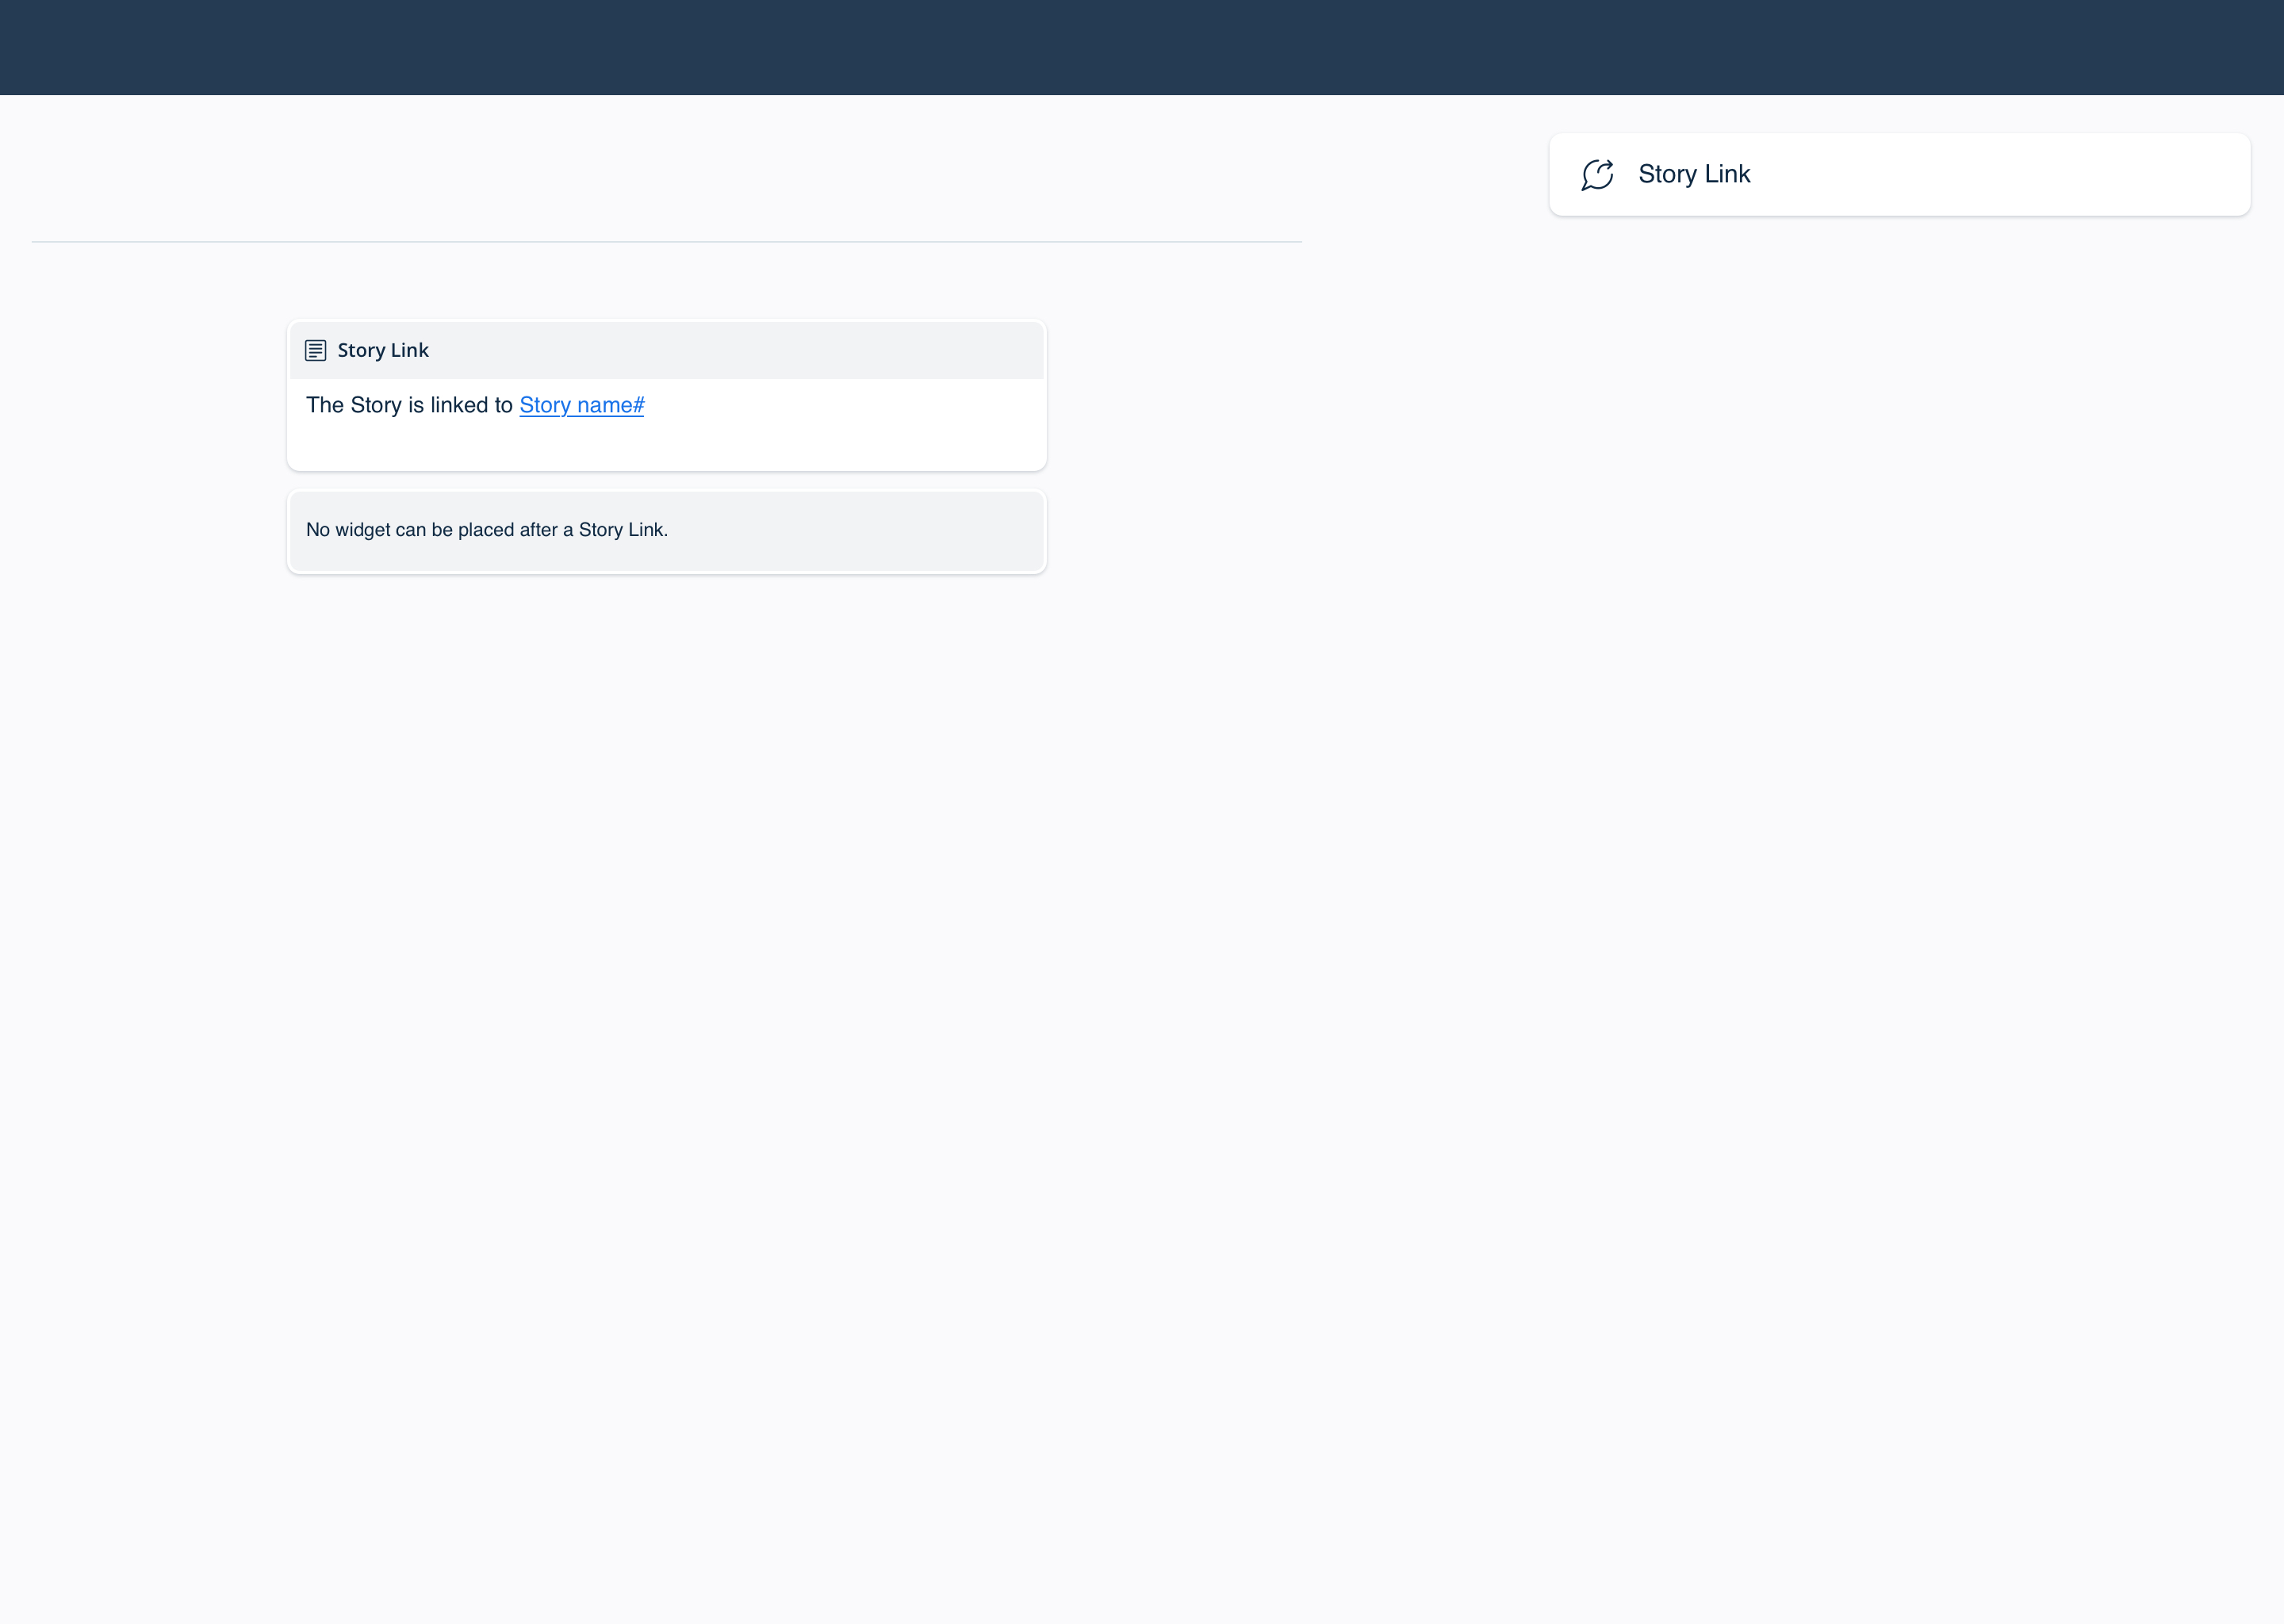 Story Link
Story Link
The Story is linked to Story name#
No widget can be placed after a Story Link.